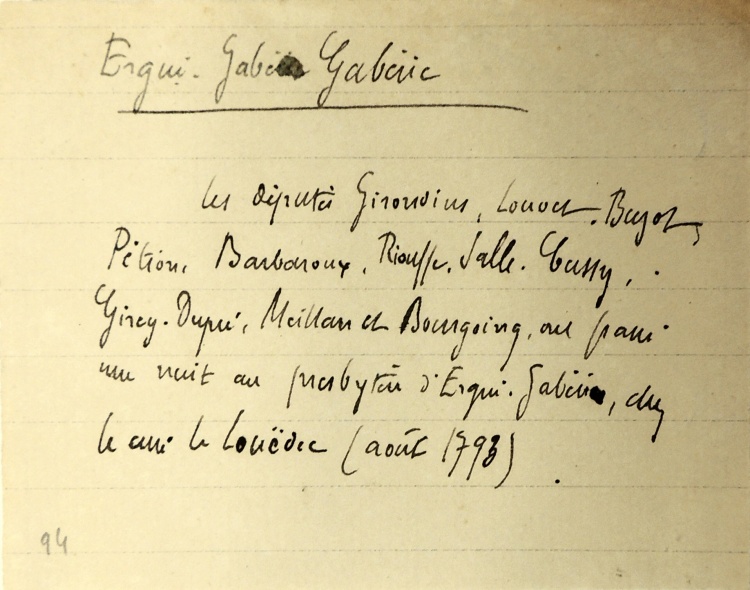 Ergui-Gabéric Gabéric
les députés Girondins, Louvet, Buzot,
Pétion, Barbaroux, Riouffe, Salle, Cussy,
Girey-Dupré, Meillan et Bourgoing, ont passé
une nuit au presbytère d'Ergui-Gabéric, chez
le curé le Louëdec (août 1793).
94